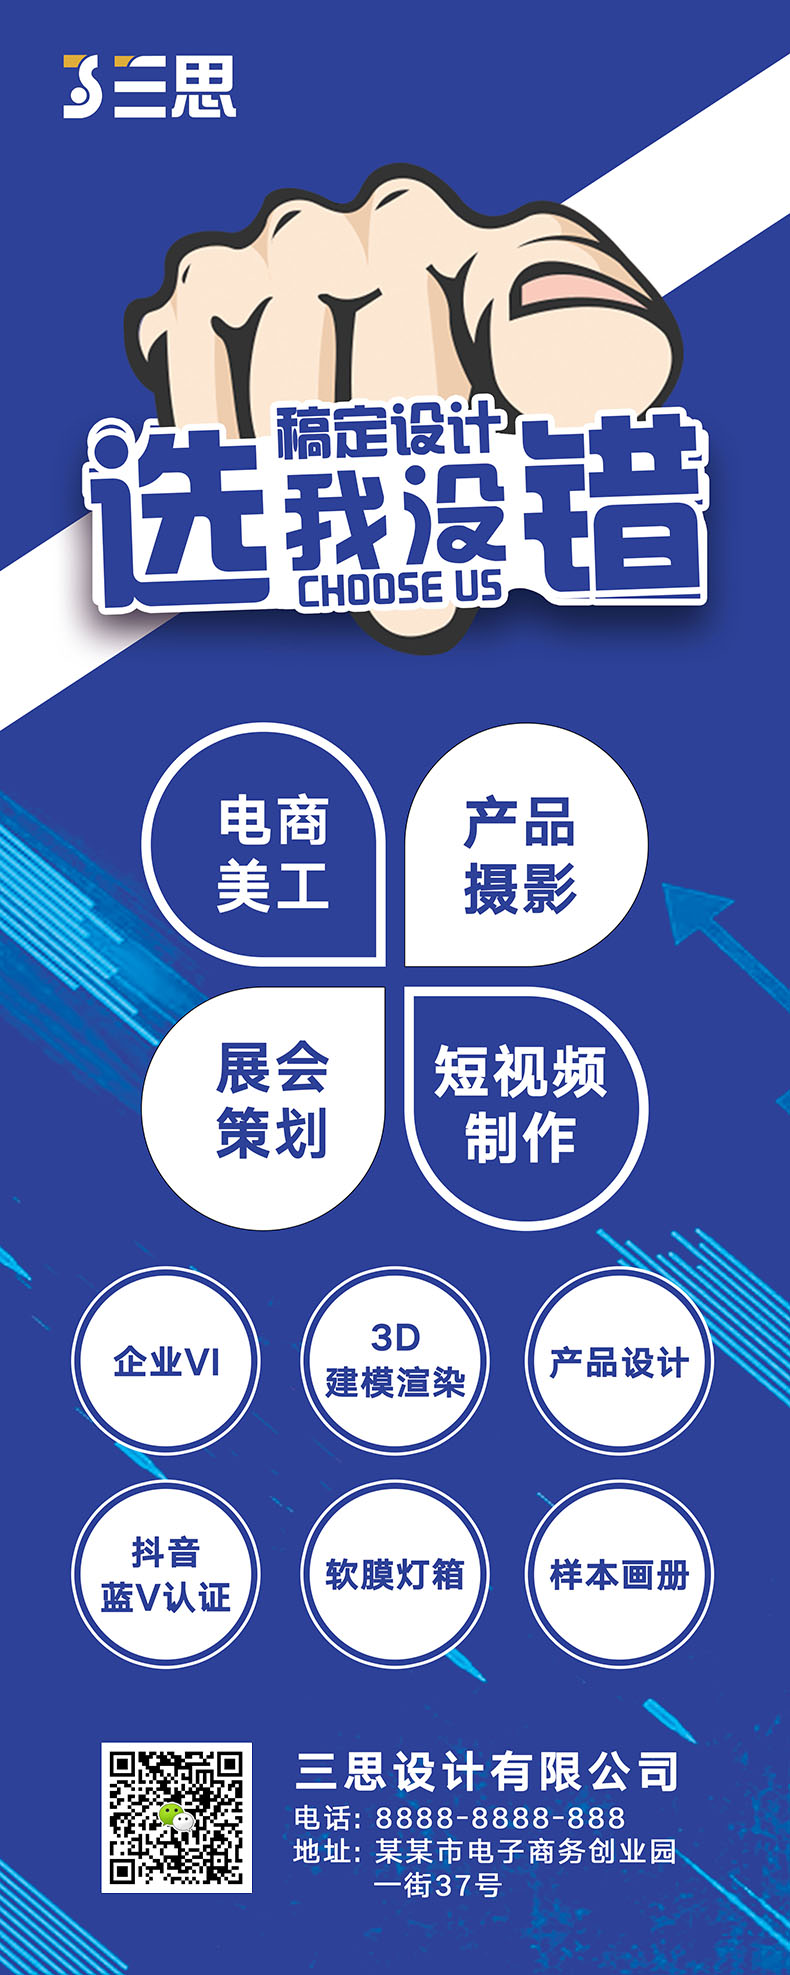 三思
稿定设计
选我没错
CHOOSE US
电商
美工
产品
摄影
展会
策划
短视频
制作
企业VI
3D
建模渲染
产品设计
抖音
蓝V认证
软膜灯箱
样本画册
三思设计有限公司
电话: 8888-8888-888
地址: 某某市电子商务创业园
一街37号